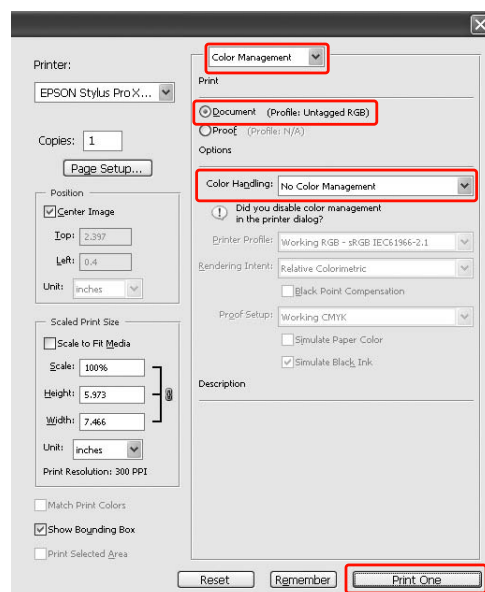 Printer:
EPSON Stylus Pro X...
Copies: 1
Page Setup...
Position
Center Image
Top: 2.397
Left: 0.4
Unit: inches
Scaled Print Size
Scale to Fit Media
Scale: 100%
Height: 5.973
Width: 7.466
Unit: inches
Print Resolution: 300 PPI
Match Print Colors
Show Bounding Box
Print Selected Area
Color Management
Print
Document (Profile: Untagged RGB)
Proof (Profile: N/A)
Options
Color Handling: No Color Management
Did you disable color management
in the printer dialog?
Printer Profile: Working RGB - sRGB IEC61966-2.1
Rendering Intent: Relative Colorimetric
Black Point Compensation
Proof Setup: Working CMYK
Simulate Paper Color
Simulate Black Ink
Description
Reset Remember Print One